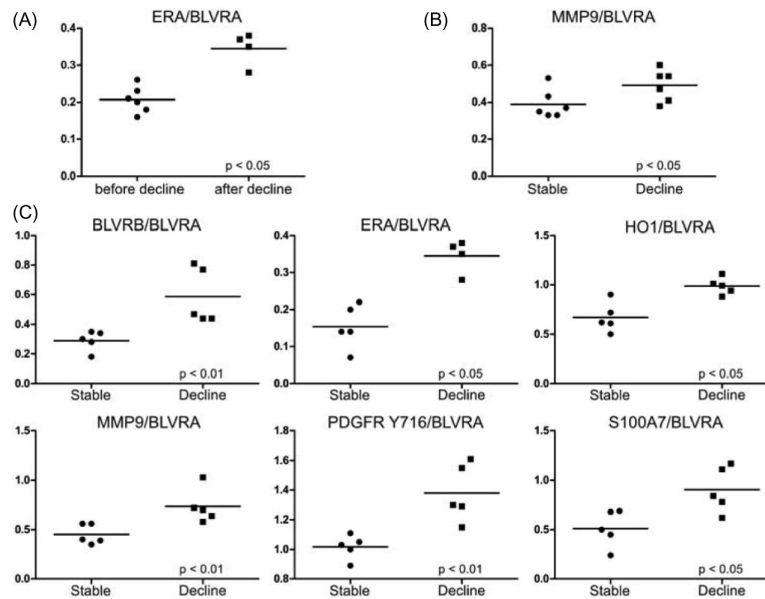 (A)
ERA/BLVRA
0.4
0.3
0.2
0.1
0.0
before decline
after decline
p < 0.05
(B)
MMP9/BLVRA
0.8
0.6
0.4
0.2
0.0
Stable
Decline
p < 0.05
(C)
BLVRB/BLVRA
1.0
0.8
0.6
0.4
0.2
0.0
Stable
Decline
p < 0.01
ERA/BLVRA
0.4
0.3
0.2
0.1
0.0
Stable
Decline
p < 0.05
HO1/BLVRA
1.5
1.0
0.5
0.0
Stable
Decline
p < 0.05
MMP9/BLVRA
1.5
1.0
0.5
0.0
Stable
Decline
p < 0.01
PDGFR Y716/BLVRA
1.8
1.6
1.4
1.2
1.0
0.8
Stable
Decline
p < 0.01
S100A7/BLVRA
1.5
1.0
0.5
0.0
Stable
Decline
p < 0.05